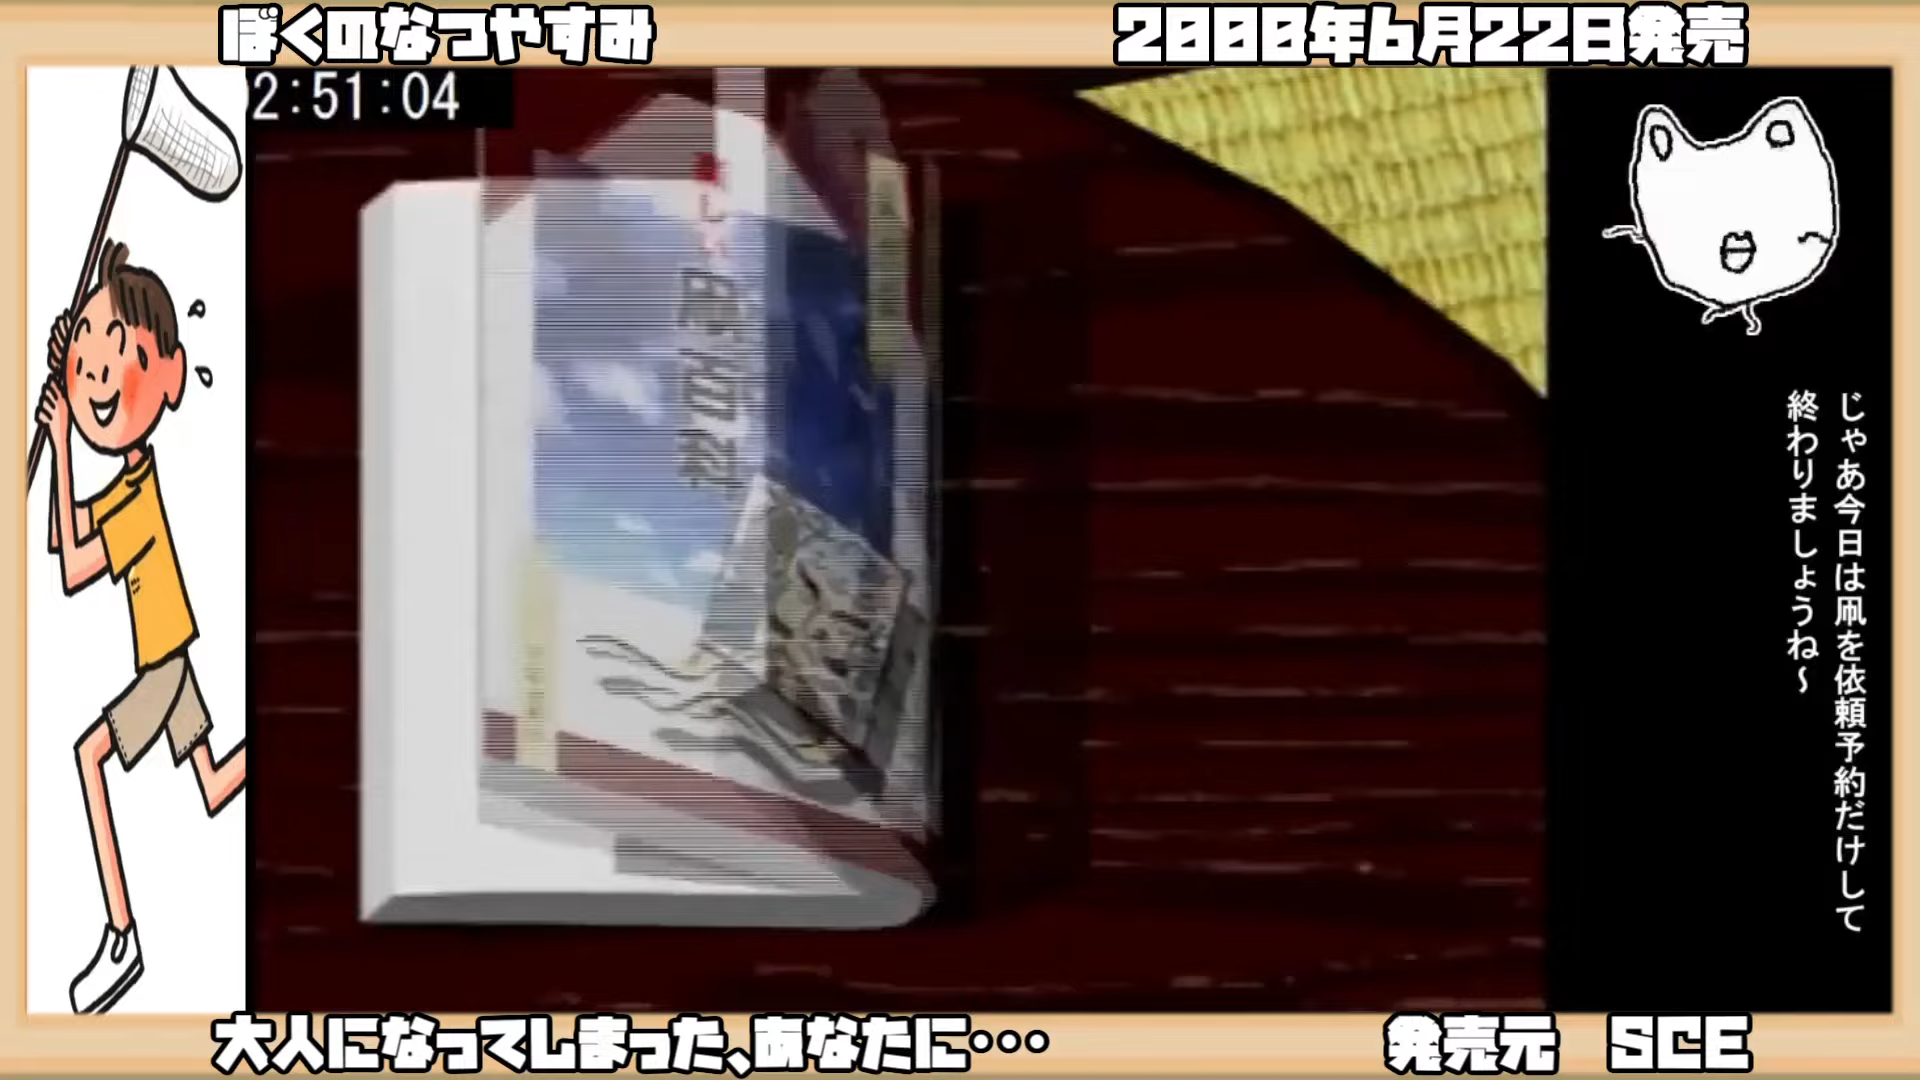 ぼくのなつやすみ
2000年6月22日発売
02:51:04
じゃあ今日は凧を依頼予約だけして
終わりましょうね～
大人になってしまった、あなたに･･･
発売元　SCE